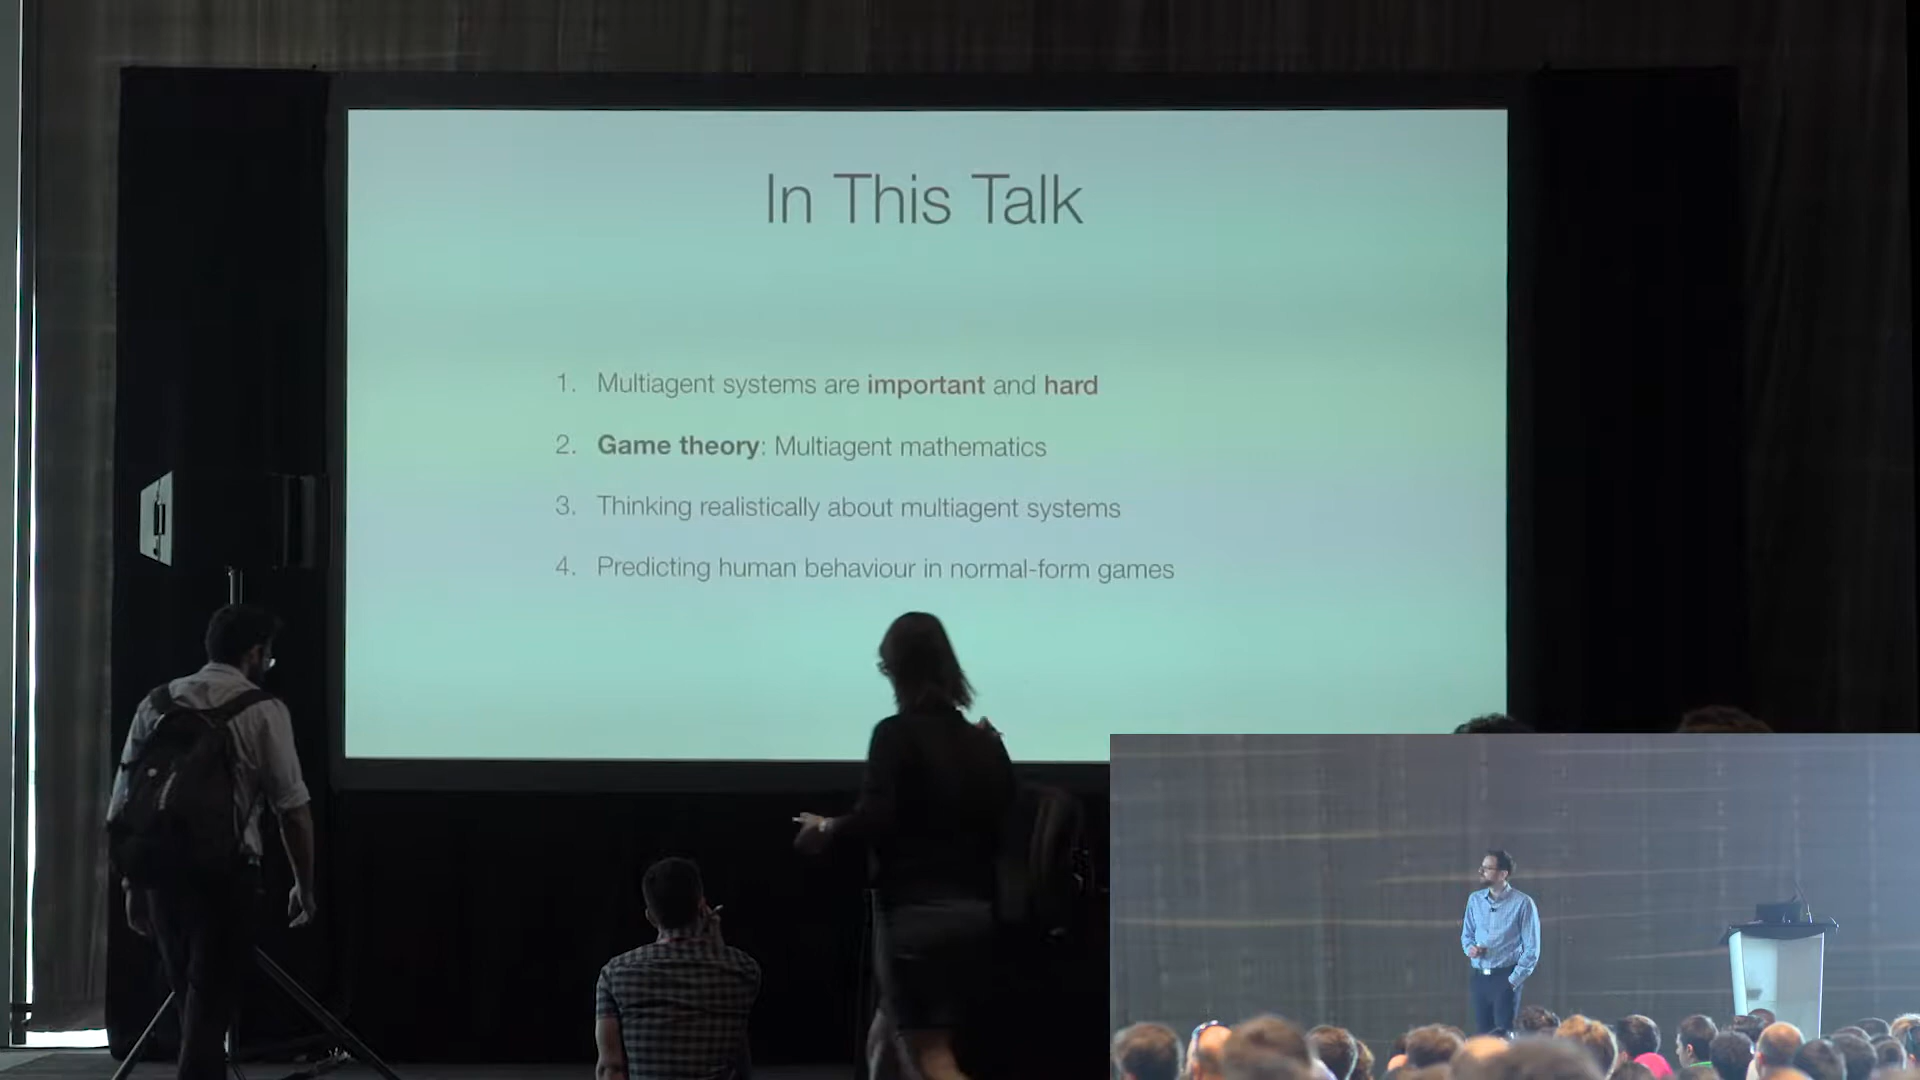 In This Talk
1. Multiagent systems are important and hard
2. Game theory: Multiagent mathematics
3. Thinking realistically about multiagent systems
4. Predicting human behaviour in normal-form games